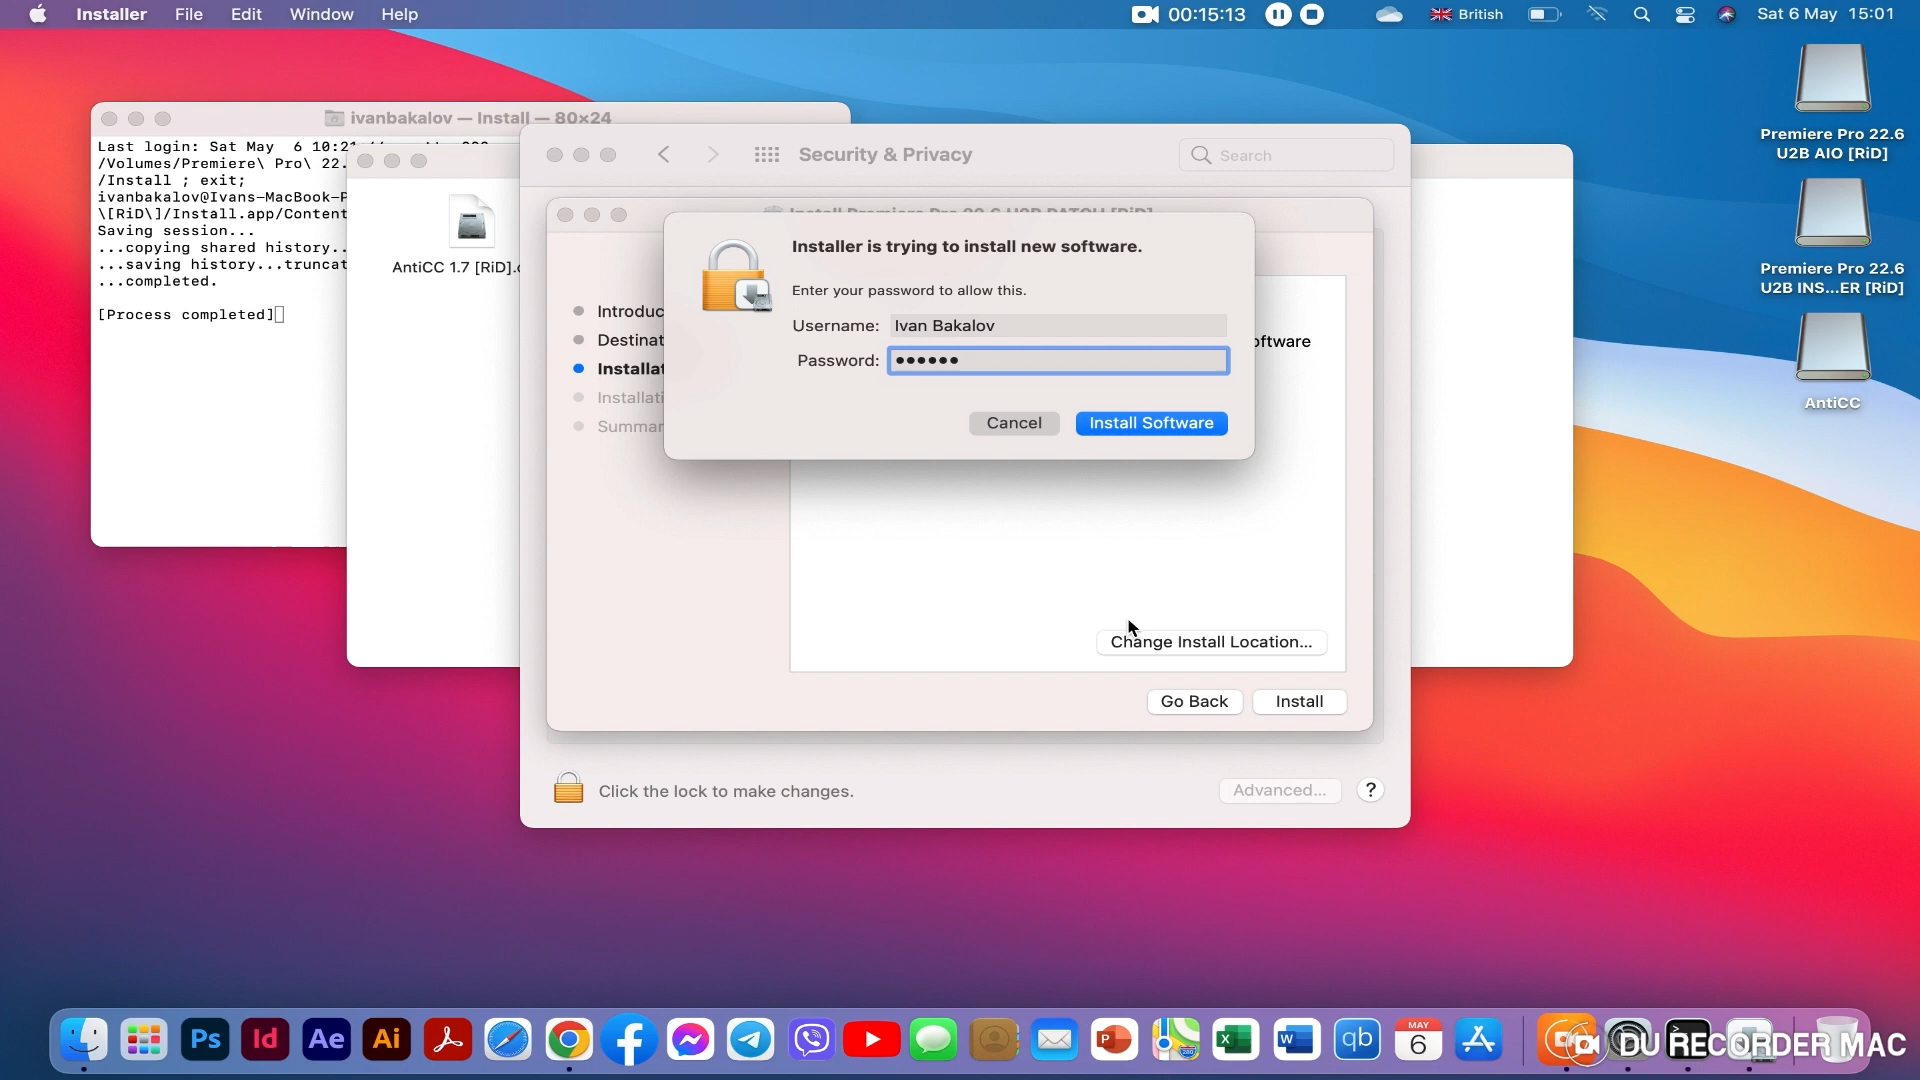 Installer File Edit Window Help
00:15:13 British Sat 6 May 15:01
ivanbakalov — Install — 80×24
Last login: Sat May 6 10:21
/Volumes/Premiere\ Pro\ 22.
/Install ; exit;
ivanbakalov@Ivans-MacBook-P
\[RiD\]/Install.app/Content
Saving session...
...copying shared history..
...saving history...truncat
...completed.
[Process completed]
AntiCC 1.7 [RiD].
Security & Privacy
Search
Introduc
Destinat
Installat
Installati
Summar
oftware
Installer is trying to install new software.
Enter your password to allow this.
Username: Ivan Bakalov
Password: ••••••
Cancel Install Software
Change Install Location...
Go Back Install
Click the lock to make changes.
Advanced... ?
Premiere Pro 22.6
U2B AIO [RiD]
Premiere Pro 22.6
U2B INS...ER [RiD]
AntiCC
Ps Id Ae Ai P X W qb MAY 6
DU RECORDER MAC